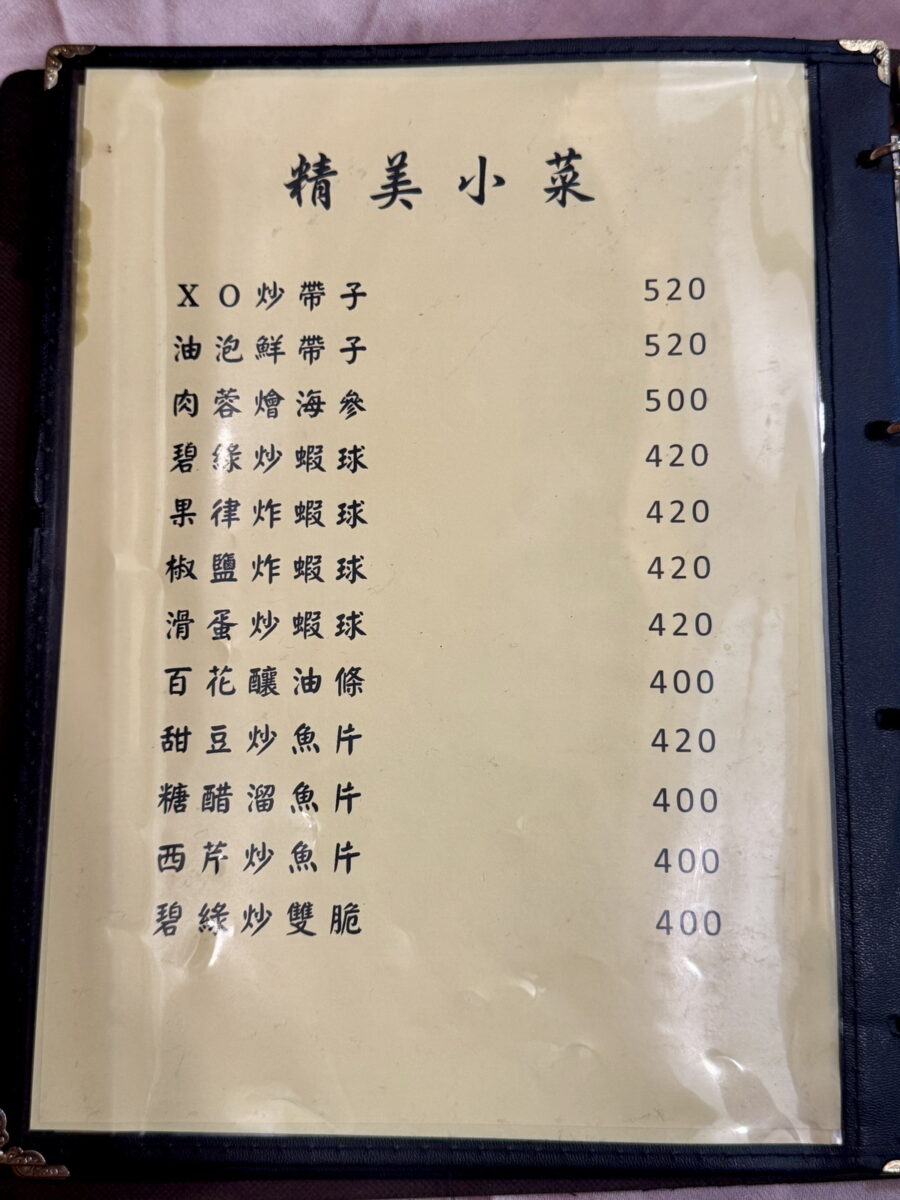 精美小菜
XO炒帶子 520
油泡鮮帶子 520
肉蓉燴海參 500
碧綠炒蝦球 420
果律炸蝦球 420
椒鹽炸蝦球 420
滑蛋炒蝦球 420
百花釀油條 400
甜豆炒魚片 420
糖醋溜魚片 400
西芹炒魚片 400
碧綠炒雙脆 400